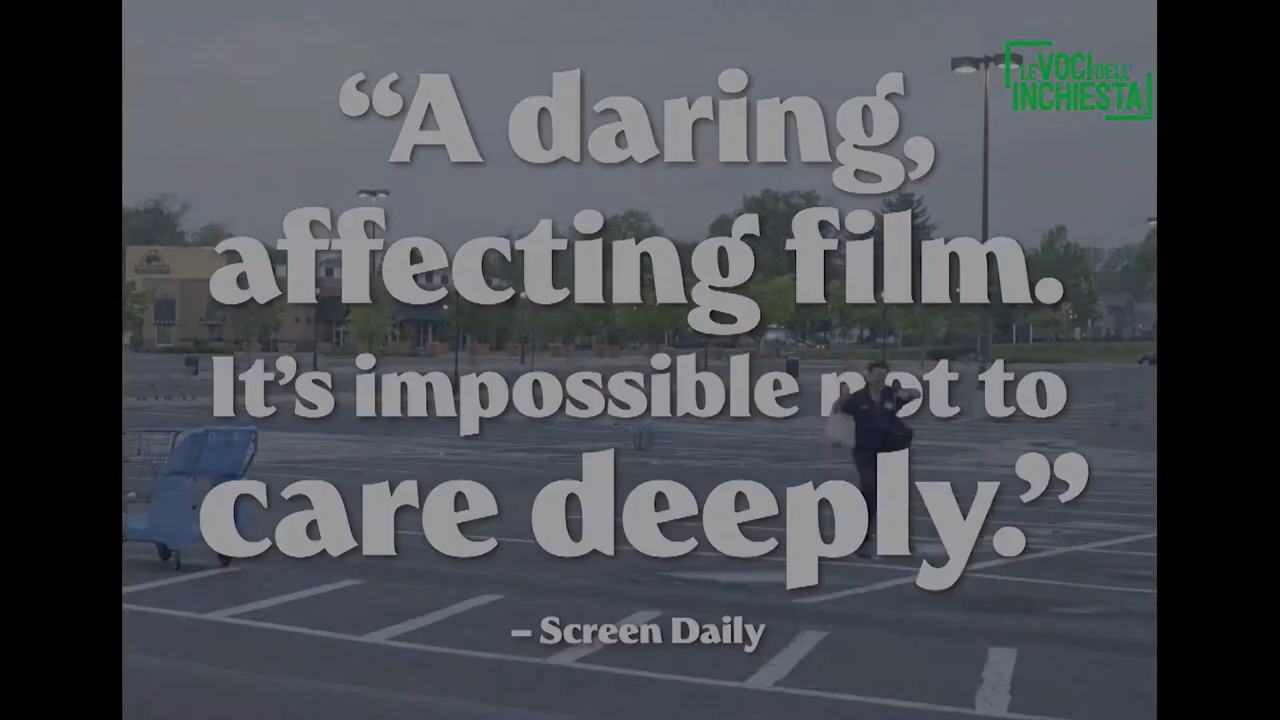 LE VOCI DELL'
INCHIESTA
“A daring,
affecting film.
It’s impossible not to
care deeply.”
– Screen Daily